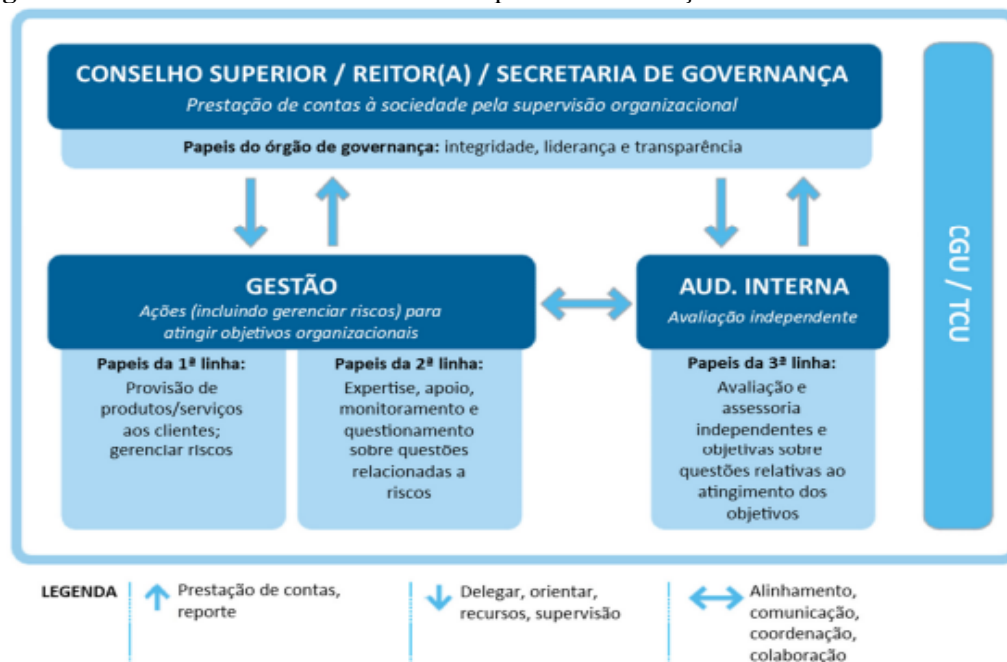 CONSELHO SUPERIOR / REITOR(A) / SECRETARIA DE GOVERNANÇA
Prestação de contas à sociedade pela supervisão organizacional
Papeis do órgão de governança: integridade, liderança e transparência
GESTÃO
Ações (incluindo gerenciar riscos) para
atingir objetivos organizacionais
Papeis da 1ª linha:
Provisão de
produtos/serviços
aos clientes;
gerenciar riscos
Papeis da 2ª linha:
Expertise, apoio,
monitoramento e
questionamento
sobre questões
relacionadas a
riscos
AUD. INTERNA
Avaliação independente
Papeis da 3ª linha:
Avaliação e
assessoria
independentes e
objetivas sobre
questões relativas ao
atingimento dos
objetivos
CGU / TCU
LEGENDA
Prestação de contas,
reporte
Delegar, orientar,
recursos, supervisão
Alinhamento,
comunicação,
coordenação,
colaboração